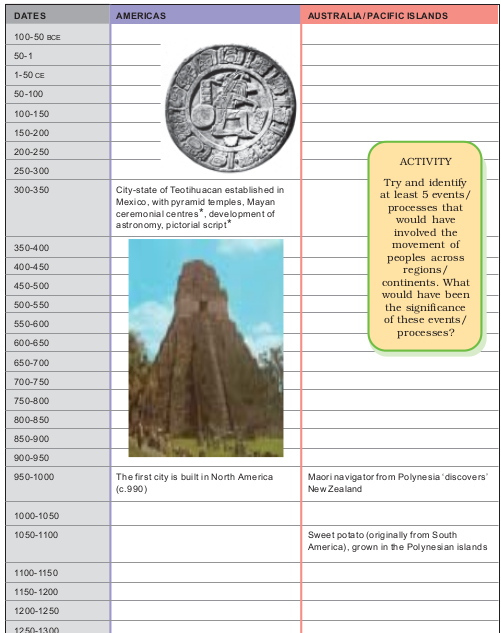 DATES AMERICAS AUSTRALIA/PACIFIC ISLANDS
100-50 BCE
50-1
1-50 CE
50-100
100-150
150-200
200-250
250-300
300-350
City-state of Teotihuacan established in
Mexico, with pyramid temples, Mayan
ceremonial centres*, development of
astronomy, pictorial script*
ACTIVITY
Try and identify
at least 5 events/
processes that
would have
involved the
movement of
peoples across
regions/
continents. What
would have been
the significance
of these events/
processes?
350-400
400-450
450-500
500-550
550-600
600-650
650-700
700-750
750-800
800-850
850-900
900-950
950-1000
The first city is built in North America
(c.990)
Maori navigator from Polynesia ‘discovers’
New Zealand
1000-1050
1050-1100
Sweet potato (originally from South
America), grown in the Polynesian islands
1100-1150
1150-1200
1200-1250
1250-1300